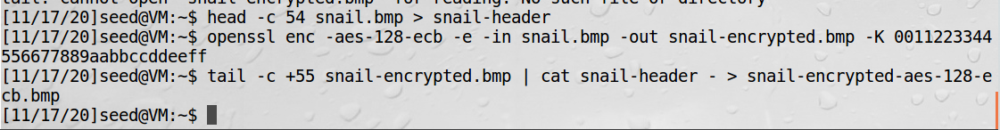 tail: cannot open 'snail-encrypted.bmp' for reading: No such file or directory
[11/17/20]seed@VM:~$ head -c 54 snail.bmp > snail-header
[11/17/20]seed@VM:~$ openssl enc -aes-128-ecb -e -in snail.bmp -out snail-encrypted.bmp -K 0011223344
556677889aabbccddeeff
[11/17/20]seed@VM:~$ tail -c +55 snail-encrypted.bmp | cat snail-header - > snail-encrypted-aes-128-e
cb.bmp
[11/17/20]seed@VM:~$